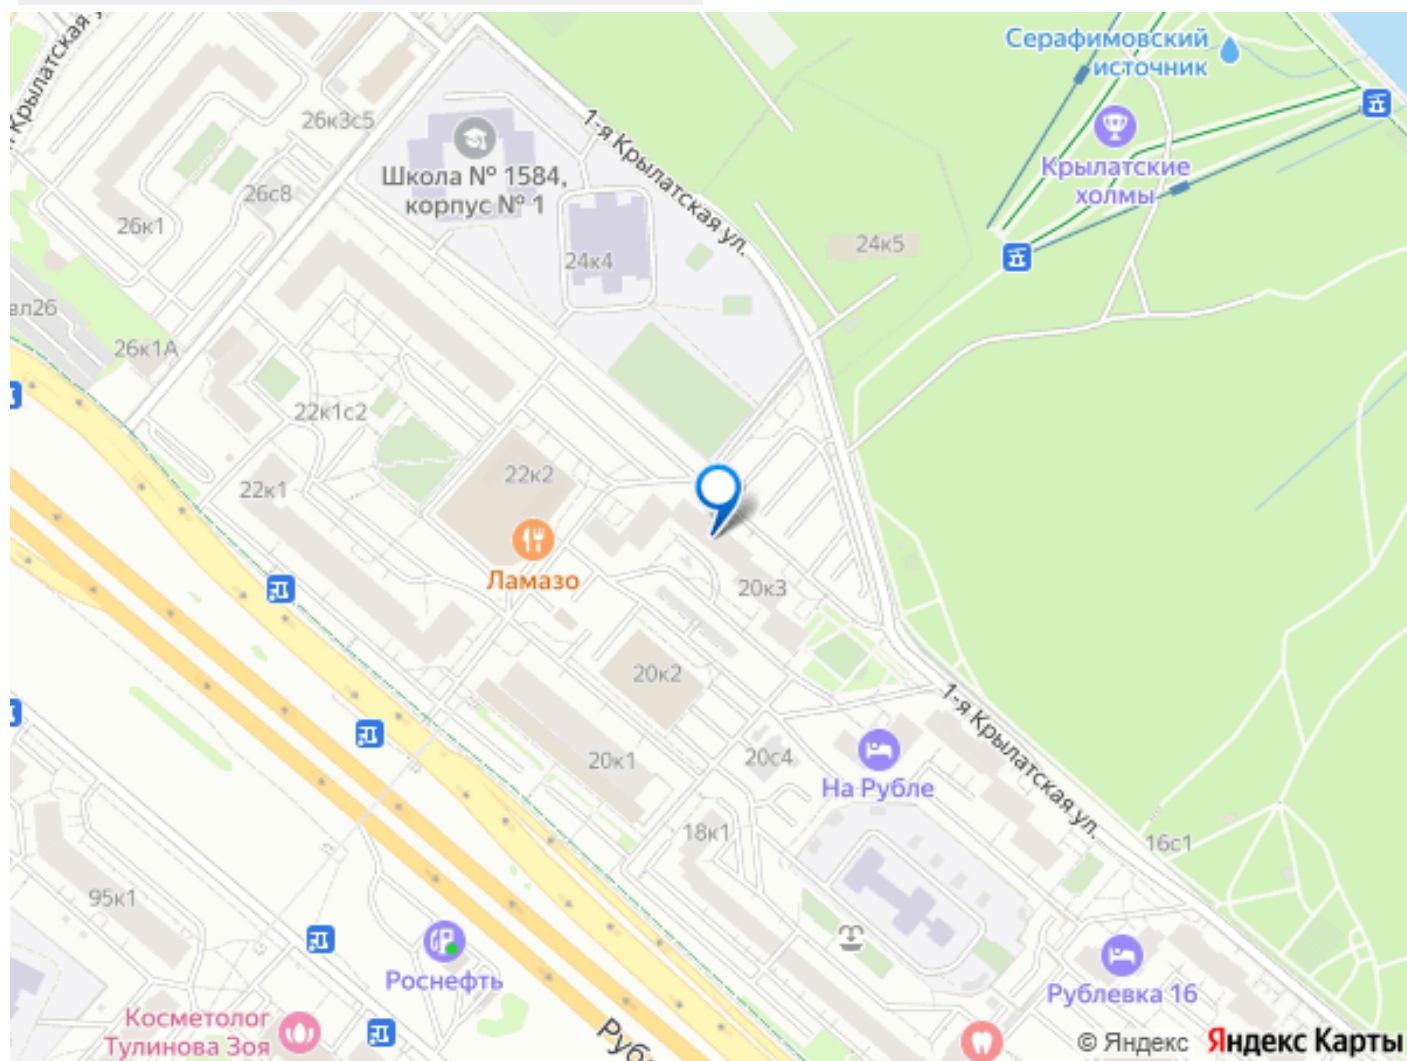 Крылатская у
Серафимовский
источник
26к3с5
1-я Крылатская ул.
Школа № 1584,
корпус № 1
Крылатские
холмы
26с8
26к1
24к5
24к4
вл26
26к1А
22к1с2
22к2
22к1
Ламазо
20к3
20к2
1-я Крылатская ул.
20к1
20с4
На Рубле
18к1
16с1
95к1
Роснефть
Рублевка 16
Косметолог
Тулинова Зоя
Рубл
© Яндекс Яндекс Карты